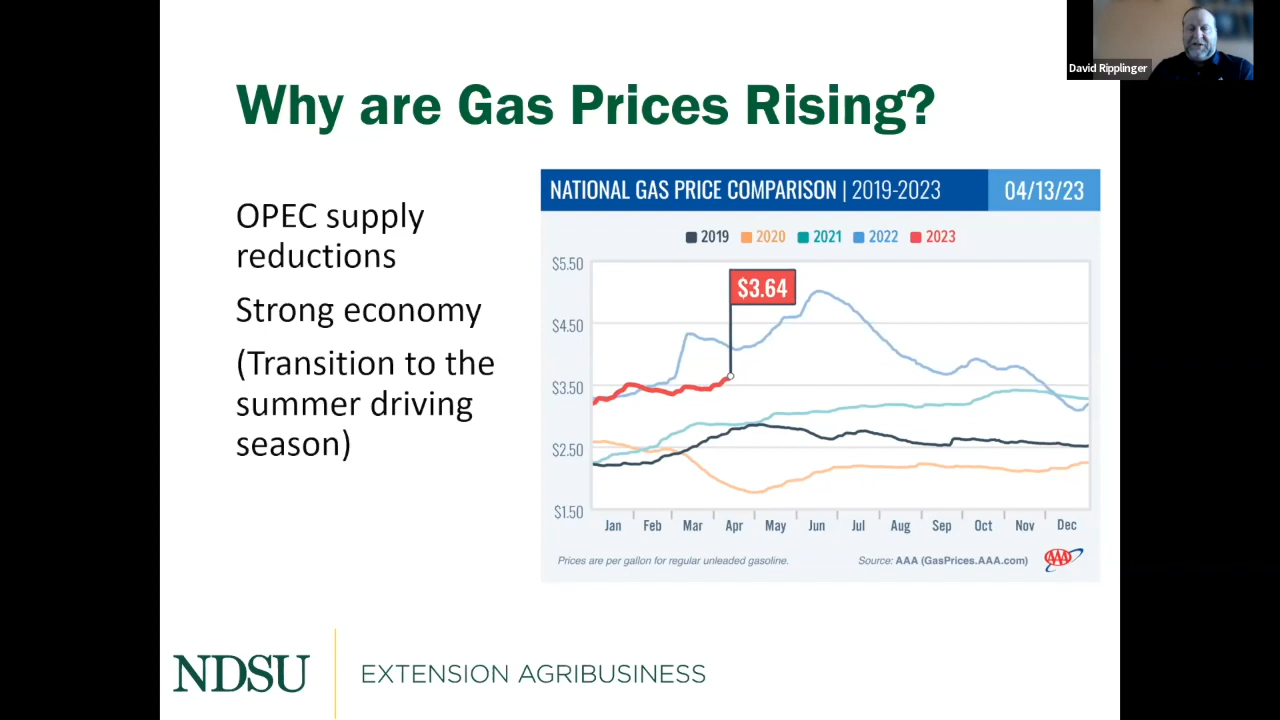 David Ripplinger
Why are Gas Prices Rising?
OPEC supply
reductions
Strong economy
(Transition to the
summer driving
season)
NATIONAL GAS PRICE COMPARISON | 2019-2023
04/13/23
2019 2020 2021 2022 2023
$5.50
$4.50
$3.50
$2.50
$1.50
$3.64
Jan Feb Mar Apr May Jun Jul Aug Sep Oct Nov Dec
Prices are per gallon for regular unleaded gasoline.
Source: AAA (GasPrices.AAA.com)
AAA
NDSU
EXTENSION AGRIBUSINESS